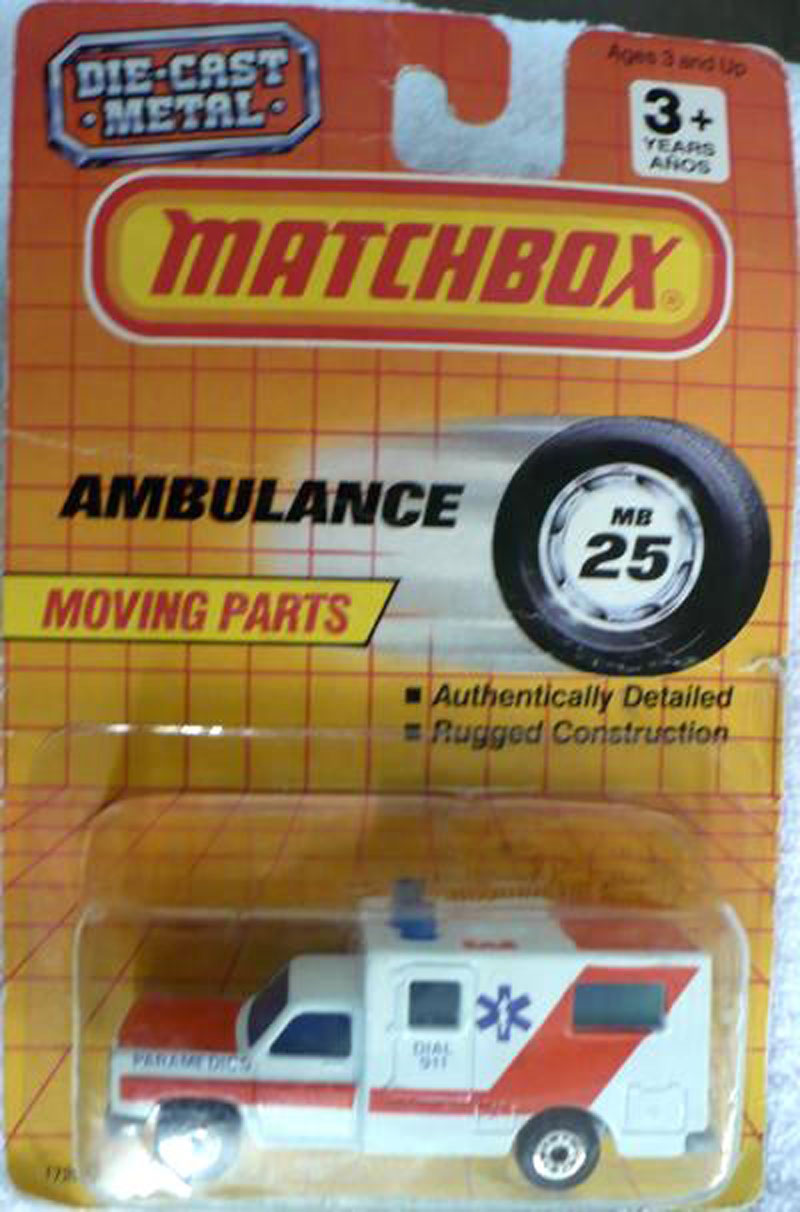 DIE-CAST
• METAL •
Ages 3 and Up
3+
YEARS
AÑOS
MATCHBOX®
AMBULANCE
MB
25
MOVING PARTS
■ Authentically Detailed
■ Rugged Construction
DIAL
911
PARAMEDICS